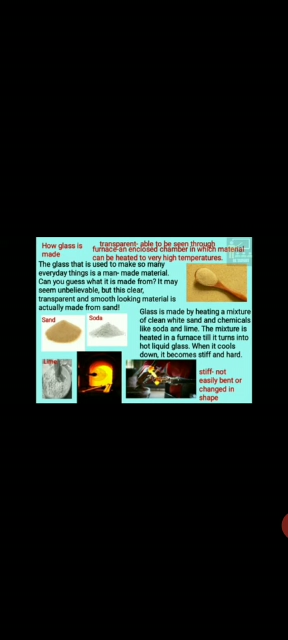 How glass is
made
transparent- able to be seen through
furnace-an enclosed chamber in which material
can be heated to very high temperatures.
The glass that is used to make so many
everyday things is a man- made material.
Can you guess what it is made from? It may
seem unbelievable, but this clear,
transparent and smooth looking material is
actually made from sand!
Sand
Soda
Glass is made by heating a mixture
of clean white sand and chemicals
like soda and lime. The mixture is
heated in a furnace till it turns into
hot liquid glass. When it cools
down, it becomes stiff and hard.
Lime
stiff- not
easily bent or
changed in
shape